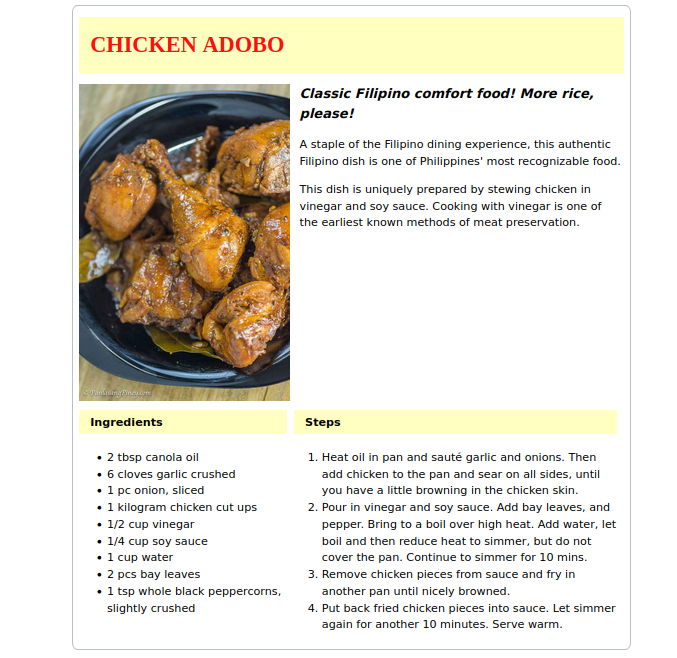 CHICKEN ADOBO
Classic Filipino comfort food! More rice,
please!
A staple of the Filipino dining experience, this authentic
Filipino dish is one of Philippines' most recognizable food.
This dish is uniquely prepared by stewing chicken in
vinegar and soy sauce. Cooking with vinegar is one of
the earliest known methods of meat preservation.
Ingredients
• 2 tbsp canola oil
• 6 cloves garlic crushed
• 1 pc onion, sliced
• 1 kilogram chicken cut ups
• 1/2 cup vinegar
• 1/4 cup soy sauce
• 1 cup water
• 2 pcs bay leaves
• 1 tsp whole black peppercorns,
slightly crushed
Steps
1. Heat oil in pan and sauté garlic and onions. Then
add chicken to the pan and sear on all sides, until
you have a little browning in the chicken skin.
2. Pour in vinegar and soy sauce. Add bay leaves, and
pepper. Bring to a boil over high heat. Add water, let
boil and then reduce heat to simmer, but do not
cover the pan. Continue to simmer for 10 mins.
3. Remove chicken pieces from sauce and fry in
another pan until nicely browned.
4. Put back fried chicken pieces into sauce. Let simmer
again for another 10 minutes. Serve warm.